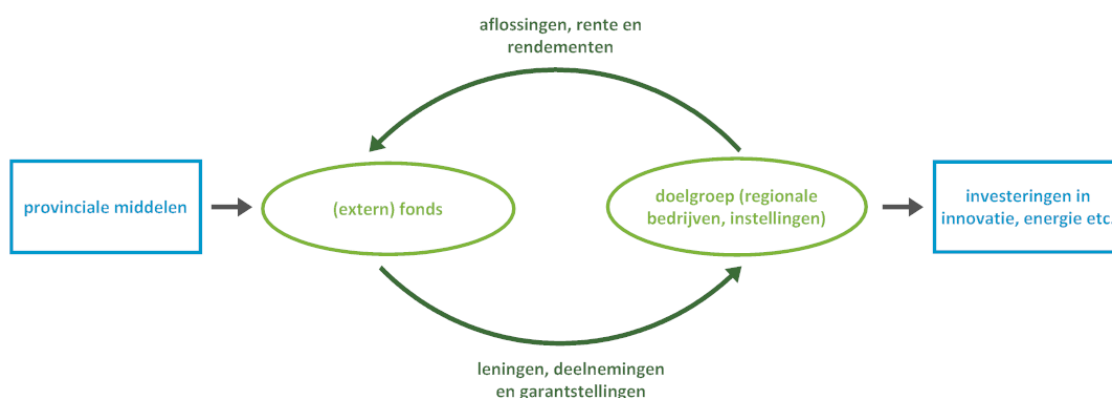 aflossingen, rente en
rendementen
provinciale middelen
(extern) fonds
doelgroep (regionale
bedrijven, instellingen)
investeringen in
innovatie, energie etc.
leningen, deelnemingen
en garantstellingen